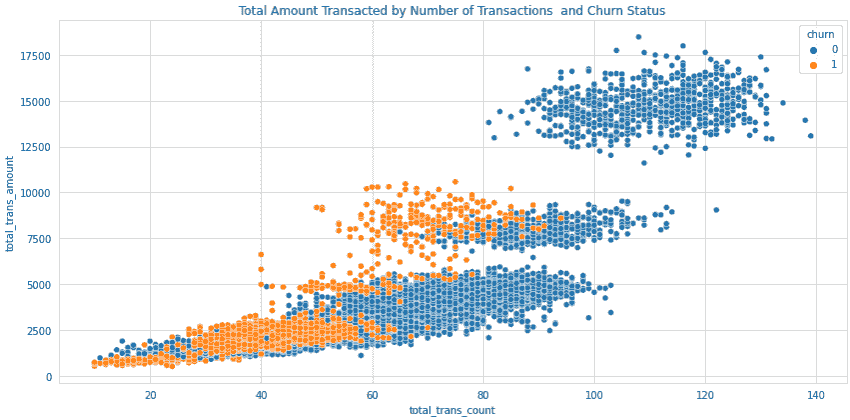 Total Amount Transacted by Number of Transactions  and Churn Status
churn
0
1
total_trans_amount
17500
15000
12500
10000
7500
5000
2500
0
20 40 60 80 100 120 140
total_trans_count